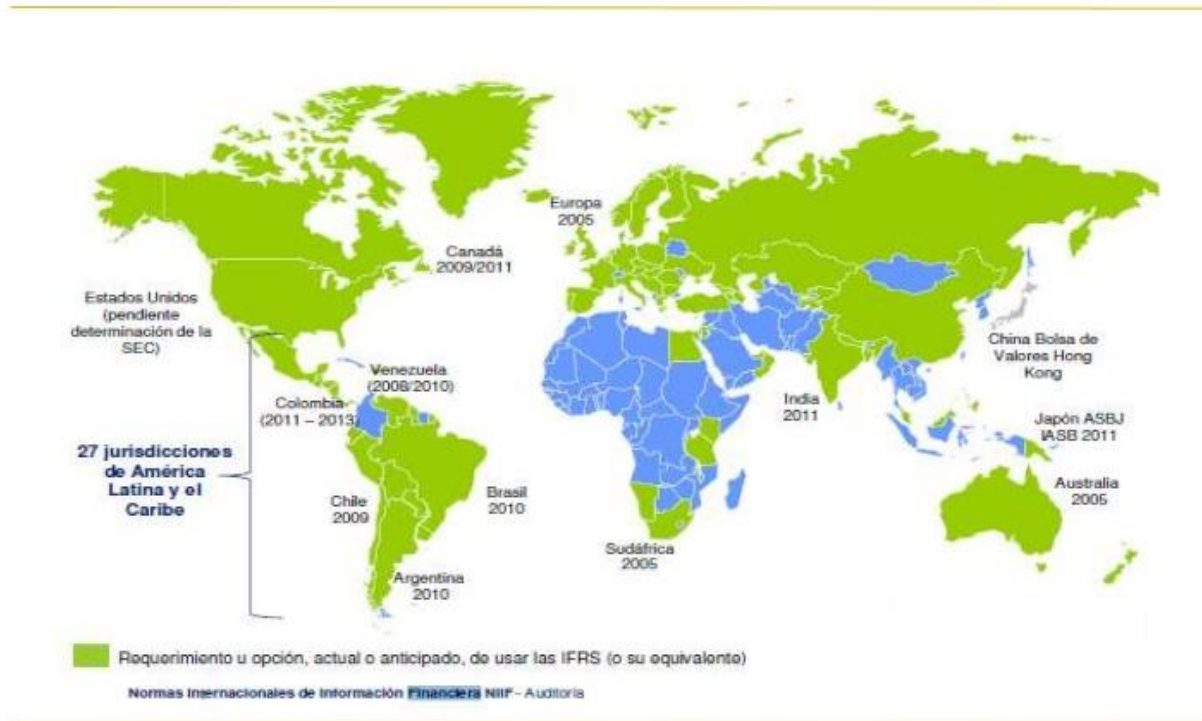 Europa
2005
Canadá
2009/2011
Estados Unidos
(pendiente
determinación de la
SEC)
China Bolsa de
Valores Hong
Kong
Venezuela
(2008/2010)
Colombia
(2011 – 2013)
India
2011
Japón ASBJ
IASB 2011
27 jurisdicciones
de América
Latina y el
Caribe
Australia
2005
Brasil
2010
Chile
2009
Sudáfrica
2005
Argentina
2010
Requerimiento u opción, actual o anticipado, de usar las IFRS (o su equivalente)
Normas Internacionales de Información Financiera NIIF - Auditoría